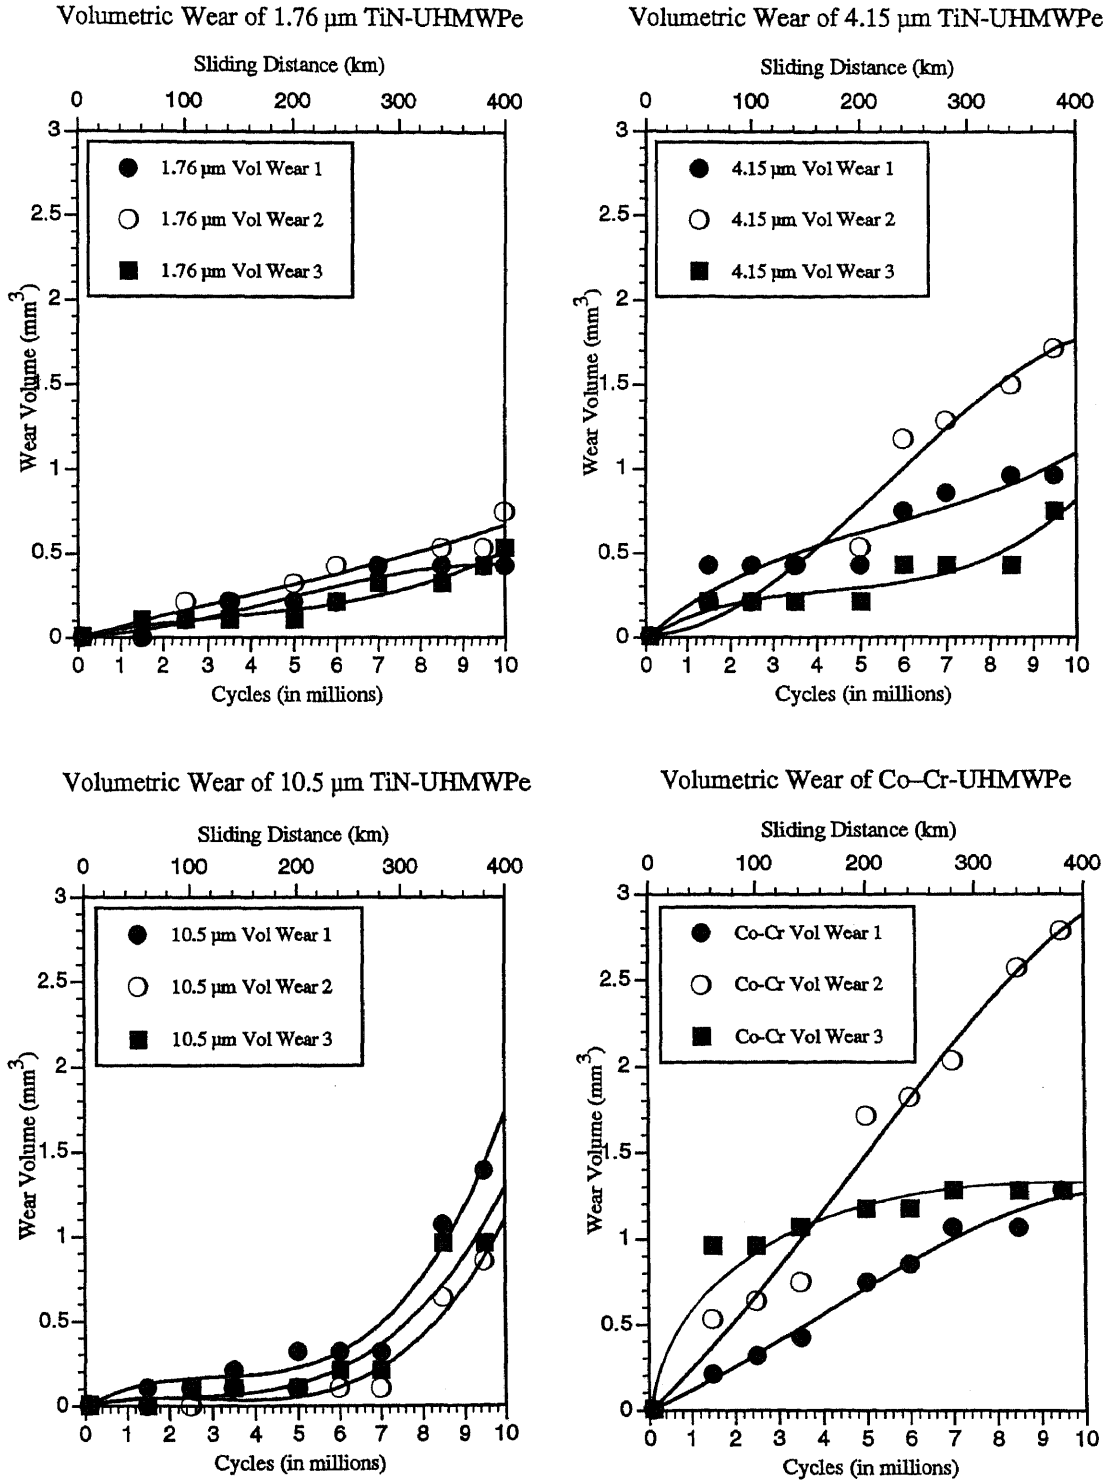 Volumetric Wear of 1.76 µm TiN-UHMWPe
Sliding Distance (km)
0 100 200 300 400
3
2.5
2
1.5
1
0.5
0
Wear Volume (mm³)
1.76 µm Vol Wear 1
1.76 µm Vol Wear 2
1.76 µm Vol Wear 3
0 1 2 3 4 5 6 7 8 9 10
Cycles (in millions)
Volumetric Wear of 4.15 µm TiN-UHMWPe
Sliding Distance (km)
0 100 200 300 400
3
2.5
2
1.5
1
0.5
0
Wear Volume (mm³)
4.15 µm Vol Wear 1
4.15 µm Vol Wear 2
4.15 µm Vol Wear 3
0 1 2 3 4 5 6 7 8 9 10
Cycles (in millions)
Volumetric Wear of 10.5 µm TiN-UHMWPe
Sliding Distance (km)
0 100 200 300 400
3
2.5
2
1.5
1
0.5
0
Wear Volume (mm³)
10.5 µm Vol Wear 1
10.5 µm Vol Wear 2
10.5 µm Vol Wear 3
0 1 2 3 4 5 6 7 8 9 10
Cycles (in millions)
Volumetric Wear of Co–Cr-UHMWPe
Sliding Distance (km)
0 100 200 300 400
3
2.5
2
1.5
1
0.5
0
Wear Volume (mm³)
Co-Cr Vol Wear 1
Co-Cr Vol Wear 2
Co-Cr Vol Wear 3
0 1 2 3 4 5 6 7 8 9 10
Cycles (in millions)